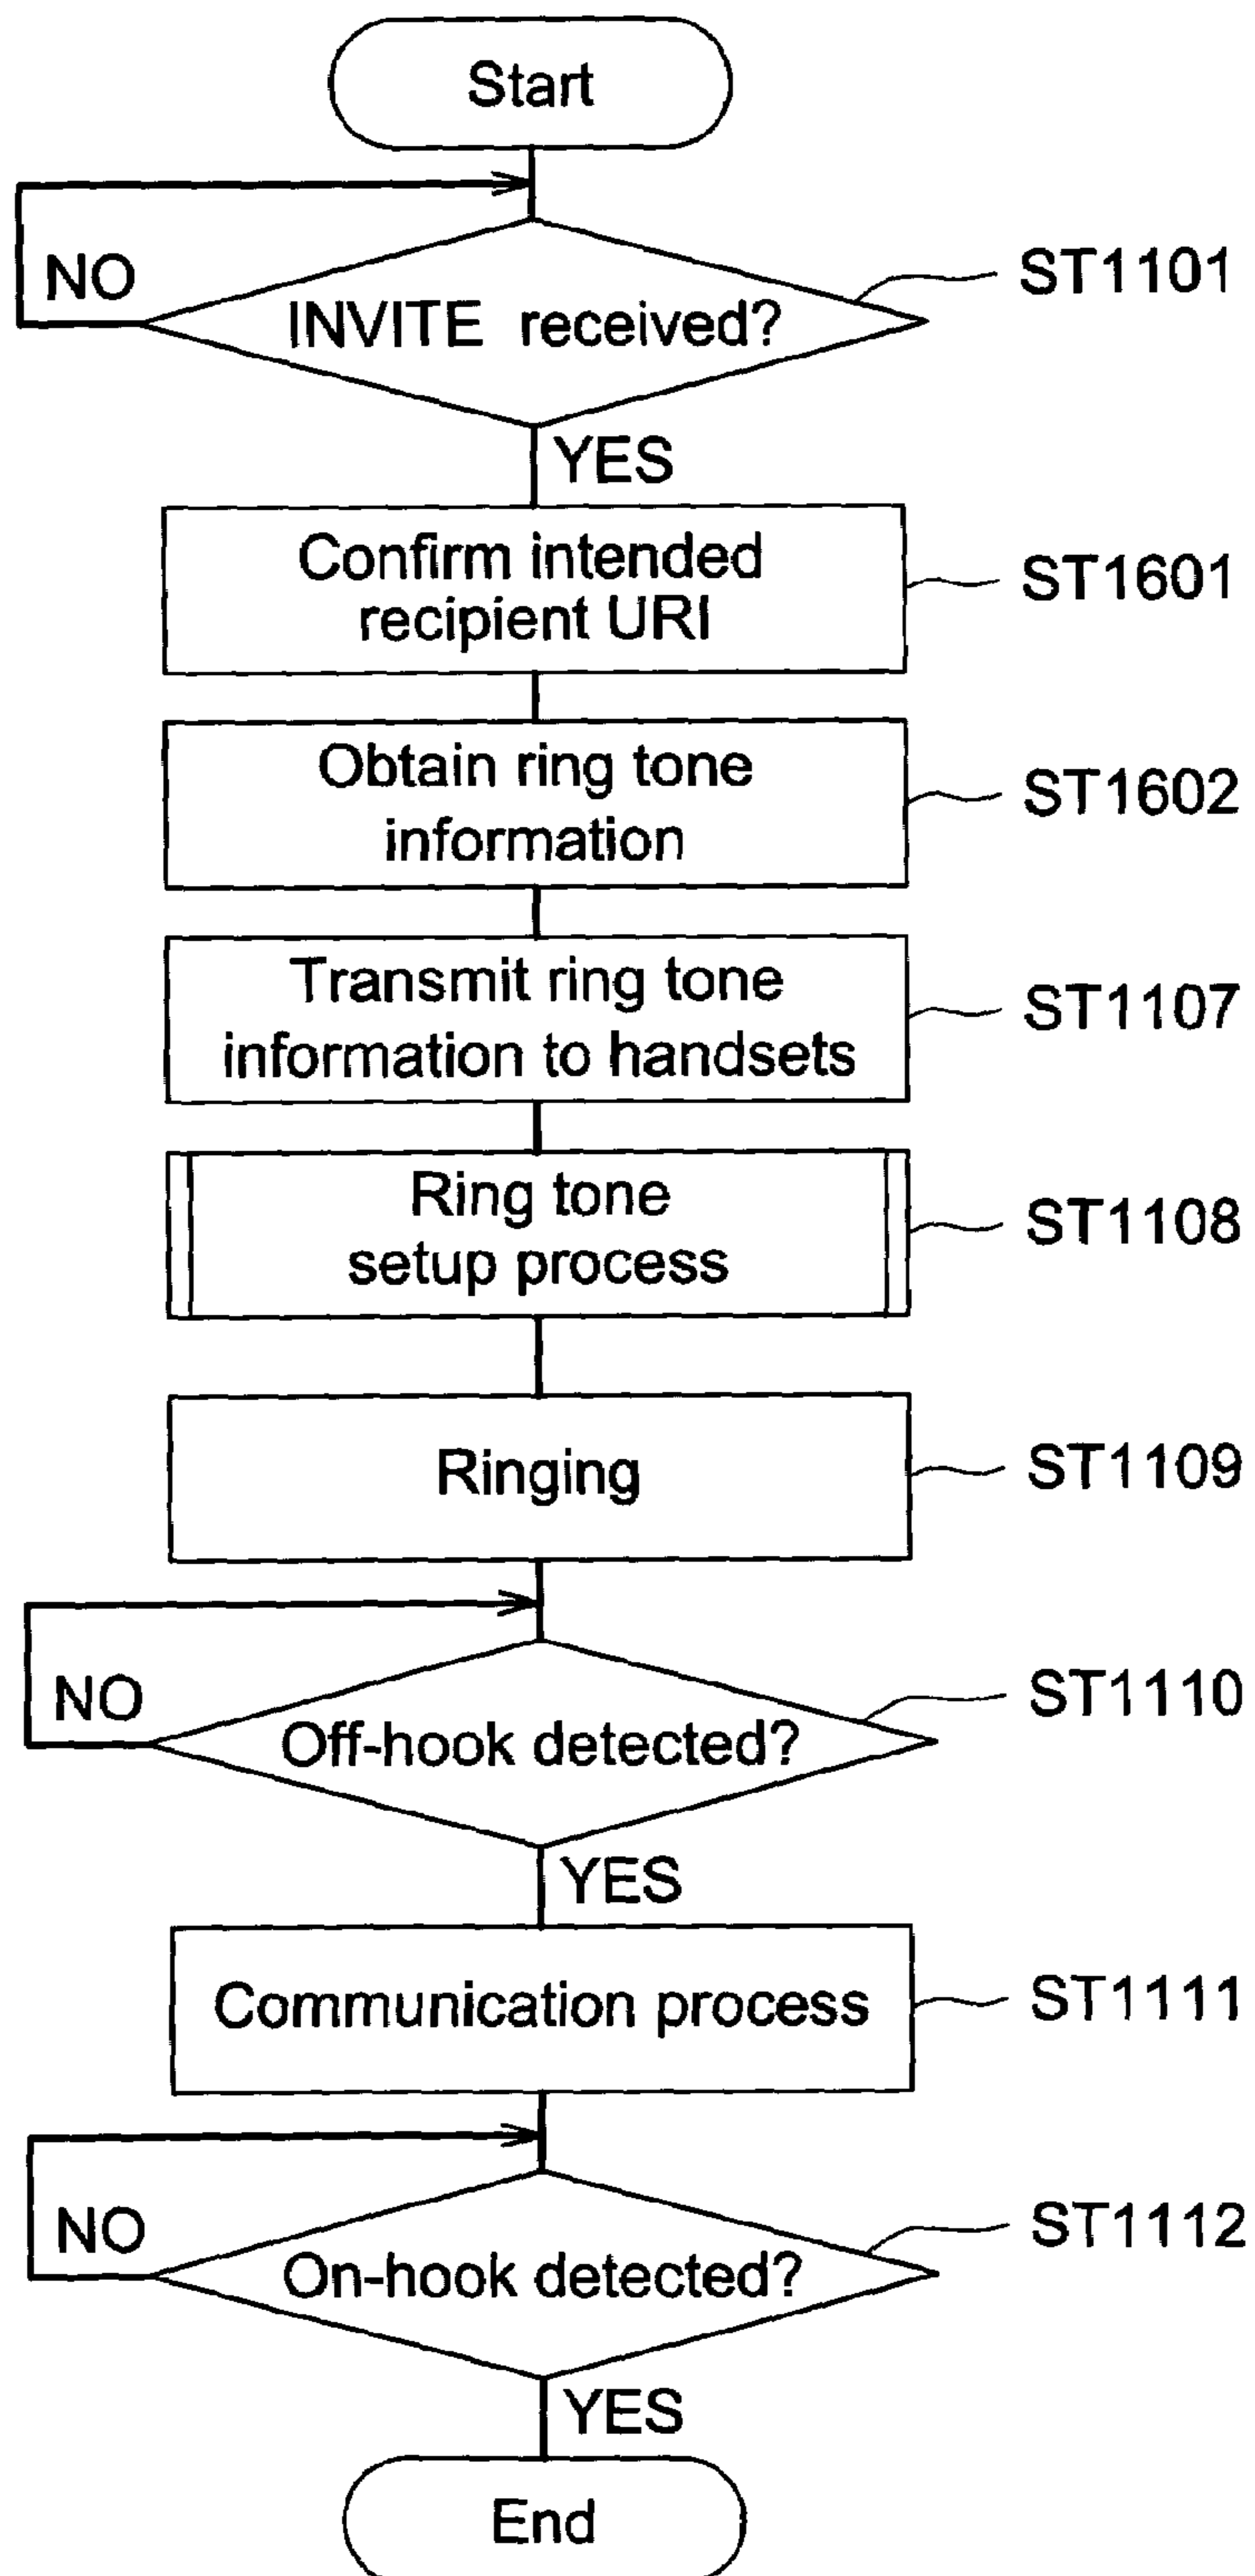 Start
NO
INVITE received?
ST1101
YES
Confirm intended
recipient URI
ST1601
Obtain ring tone
information
ST1602
Transmit ring tone
information to handsets
ST1107
Ring tone
setup process
ST1108
Ringing
ST1109
NO
Off-hook detected?
ST1110
YES
Communication process
ST1111
NO
On-hook detected?
ST1112
YES
End